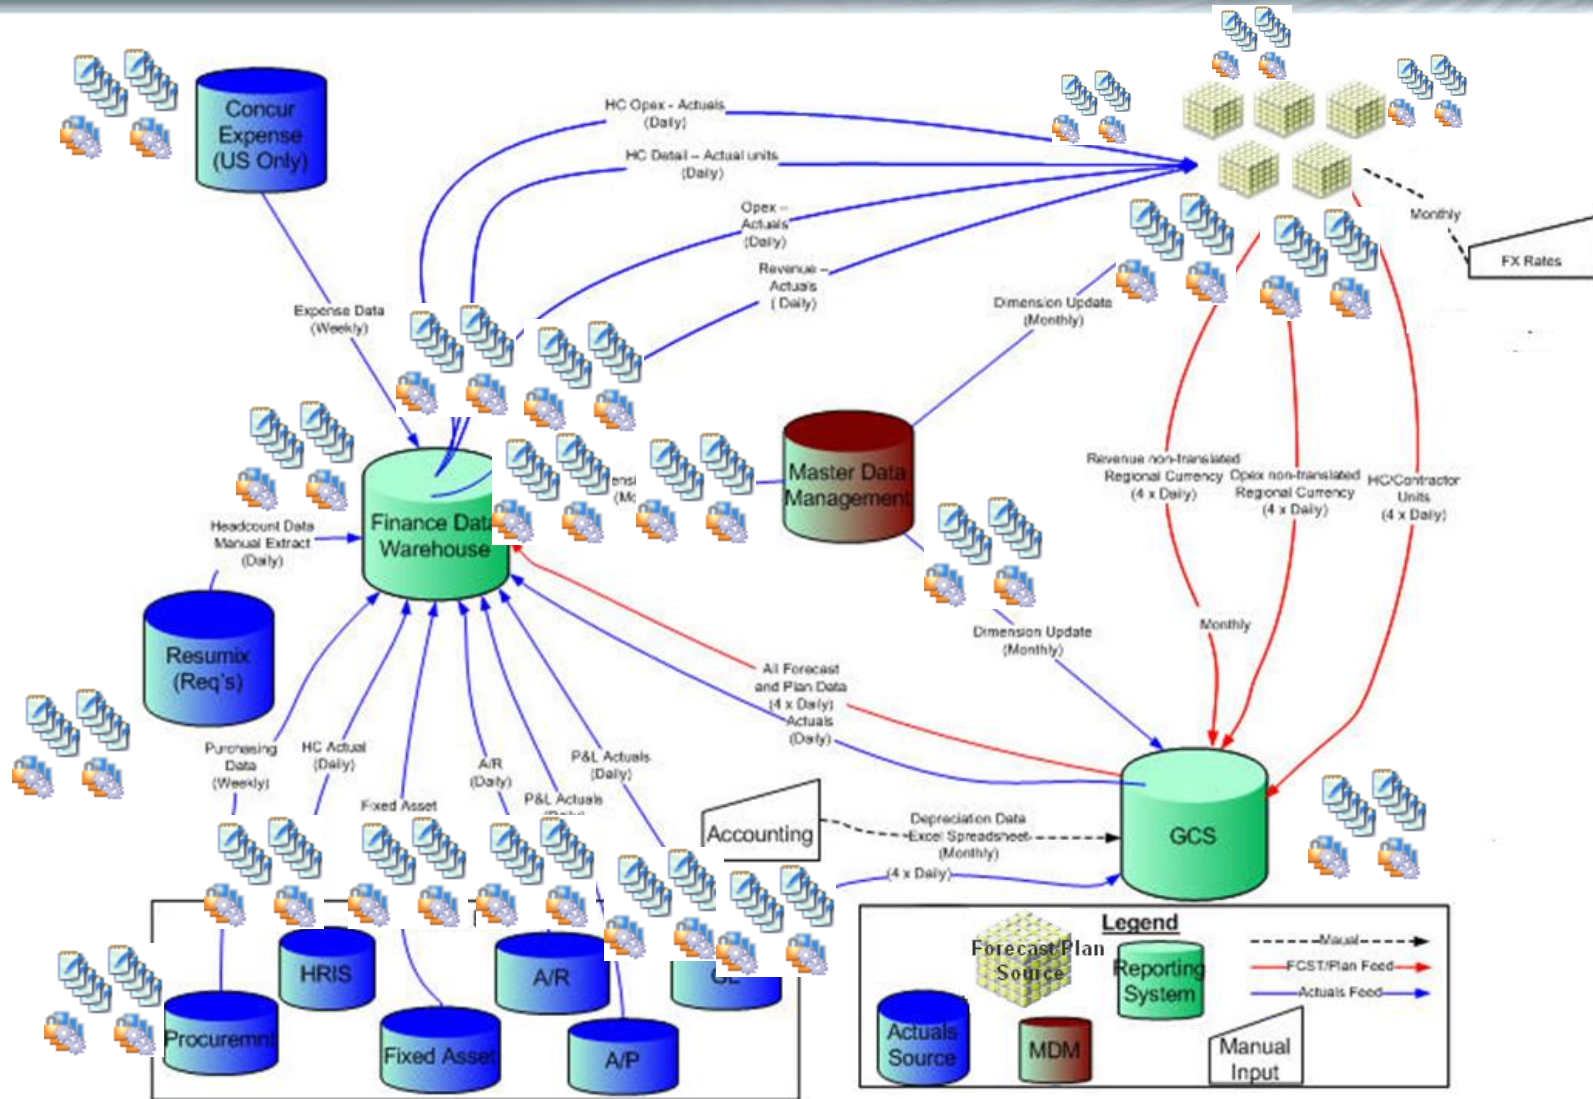 Concur
Expense
(US Only)
HC Opex - Actuals
(Daily)
HC Detail – Actual units
(Daily)
Opex –
Actuals
(Daily)
Revenue –
Actuals
( Daily)
Monthly
FX Rates
Expense Data
(Weekly)
Dimension Update
(Monthly)
Master Data
Management
Finance Data
Warehouse
Headcount Data
Manual Extract
(Daily)
Resumix
(Req's)
Revenue non-translated
Regional Currency
(4 x Daily)
Opex non-translated
Regional Currency
(4 x Daily)
HC/Contractor
Units
(4 x Daily)
Monthly
Dimension Update
(Monthly)
All Forecast
and Plan Data
(4 x Daily)
Actuals
(Daily)
Purchasing
Data
(Weekly)
HC Actual
(Daily)
Fixed Asset
A/R
(Daily)
P&L Actuals
P&L Actuals
(Daily)
Accounting
Depreciation Data
Excel Spreadsheet
(Monthly)
(4 x Daily)
GCS
HRIS
A/R
GL
Procuremnt
Fixed Asset
A/P
Legend
Forecast/Plan
Source
Reporting
System
Maual
FCST/Plan Feed
Actuals Feed
Actuals
Source
MDM
Manual
Input